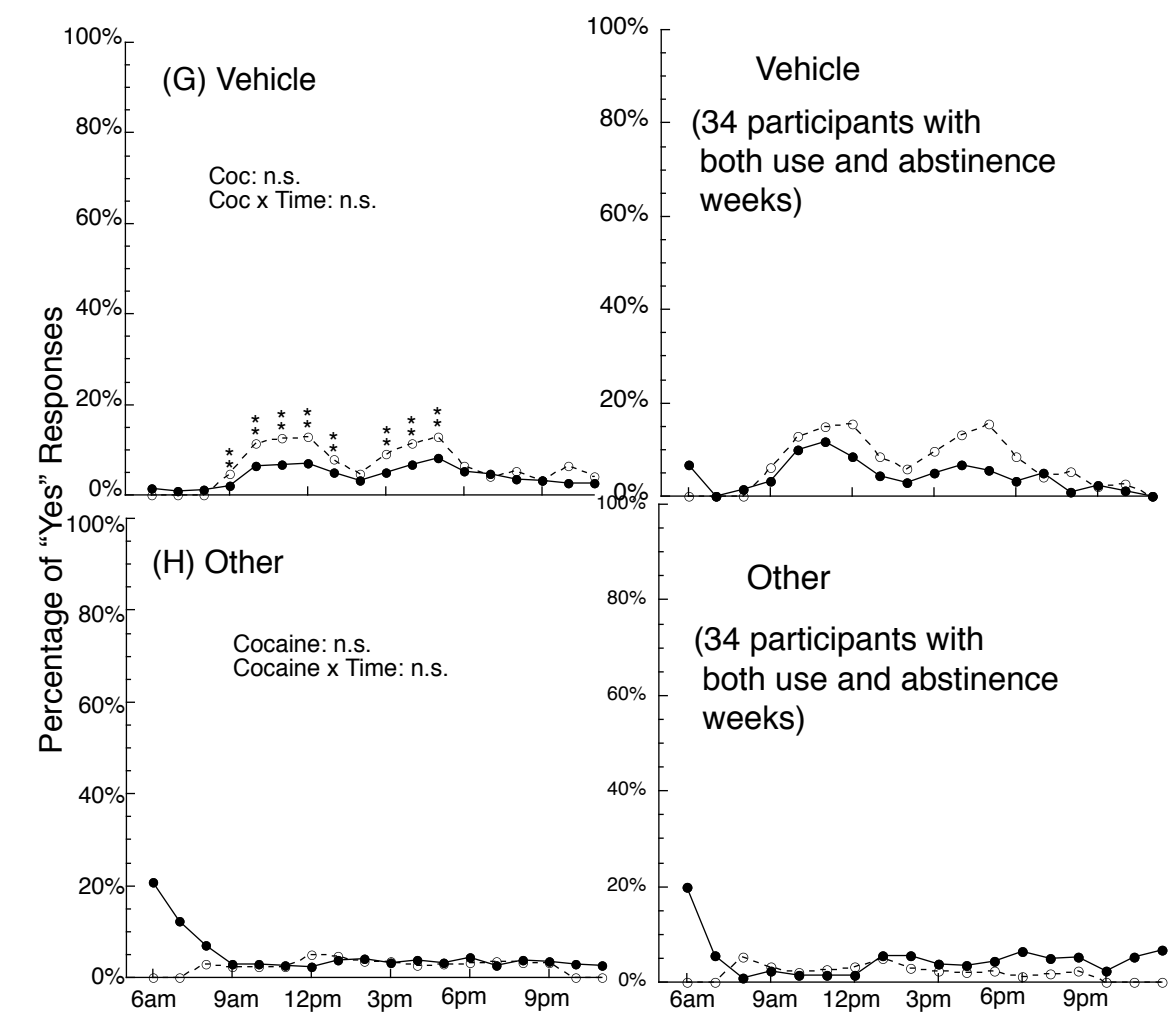 Percentage of “Yes” Responses
100%
80%
60%
40%
20%
0%
(G) Vehicle
Coc: n.s.
Coc x Time: n.s.
* * * * * * * *
* * * * * * * *
100%
80%
60%
40%
20%
0%
Vehicle
(34 participants with
both use and abstinence
weeks)
100%
80%
60%
40%
20%
0%
(H) Other
Cocaine: n.s.
Cocaine x Time: n.s.
6am 9am 12pm 3pm 6pm 9pm
100%
80%
60%
40%
20%
0%
Other
(34 participants with
both use and abstinence
weeks)
6am 9am 12pm 3pm 6pm 9pm